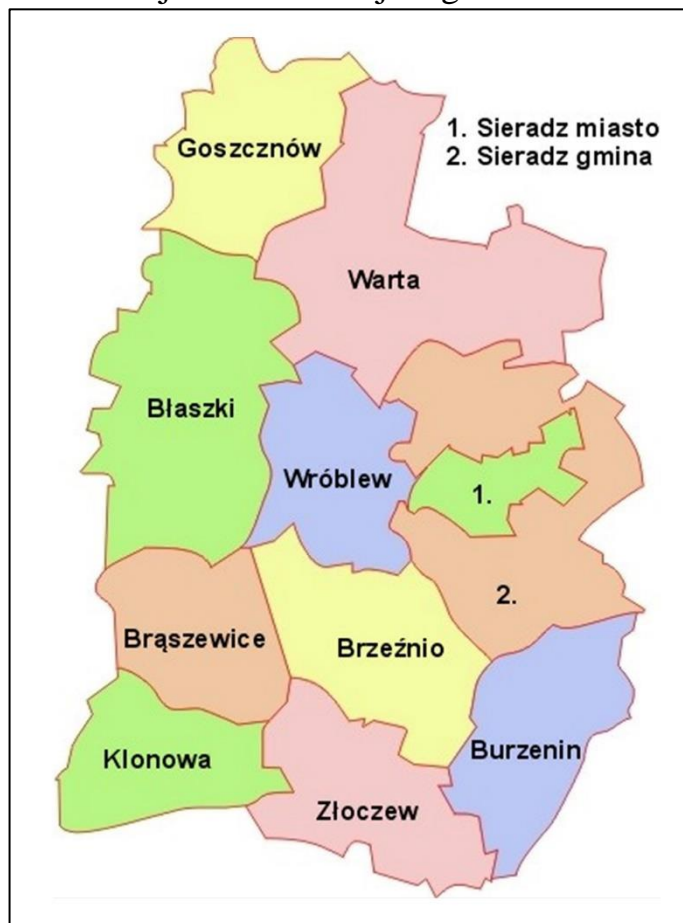 Goszcznów
1. Sieradz miasto
2. Sieradz gmina
Warta
Błaszki
Wróblew
1.
2.
Brąszewice
Brzeźnio
Klonowa
Burzenin
Złoczew